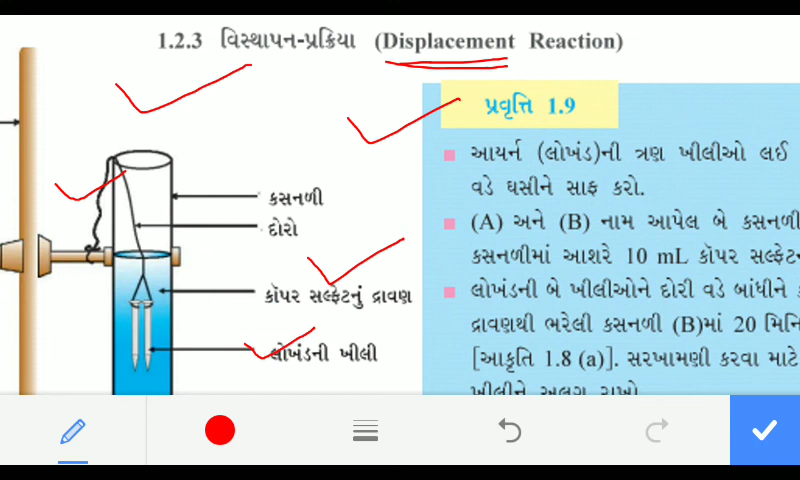 1.2.3 વિસ્થાપન-પ્રક્રિયા (Displacement Reaction)
કસનળી
દોરો
કૉપર સલ્ફેટનું દ્રાવણ
લોખંડની ખીલી
પ્રવૃત્તિ 1.9
આયર્ન (લોખંડ)ની ત્રણ ખીલીઓ લઈ
વડે ઘસીને સાફ કરો.
(A) અને (B) નામ આપેલ બે કસનળી
કસનળીમાં આશરે 10 mL કૉપર સલ્ફેટન
લોખંડની બે ખીલીઓને દોરી વડે બાંધીને
દ્રાવણથી ભરેલી કસનળી (B)માં 20 મિનિ
[આકૃતિ 1.8 (a)]. સરખામણી કરવા માટે
ખીલીને અલગ રાખો